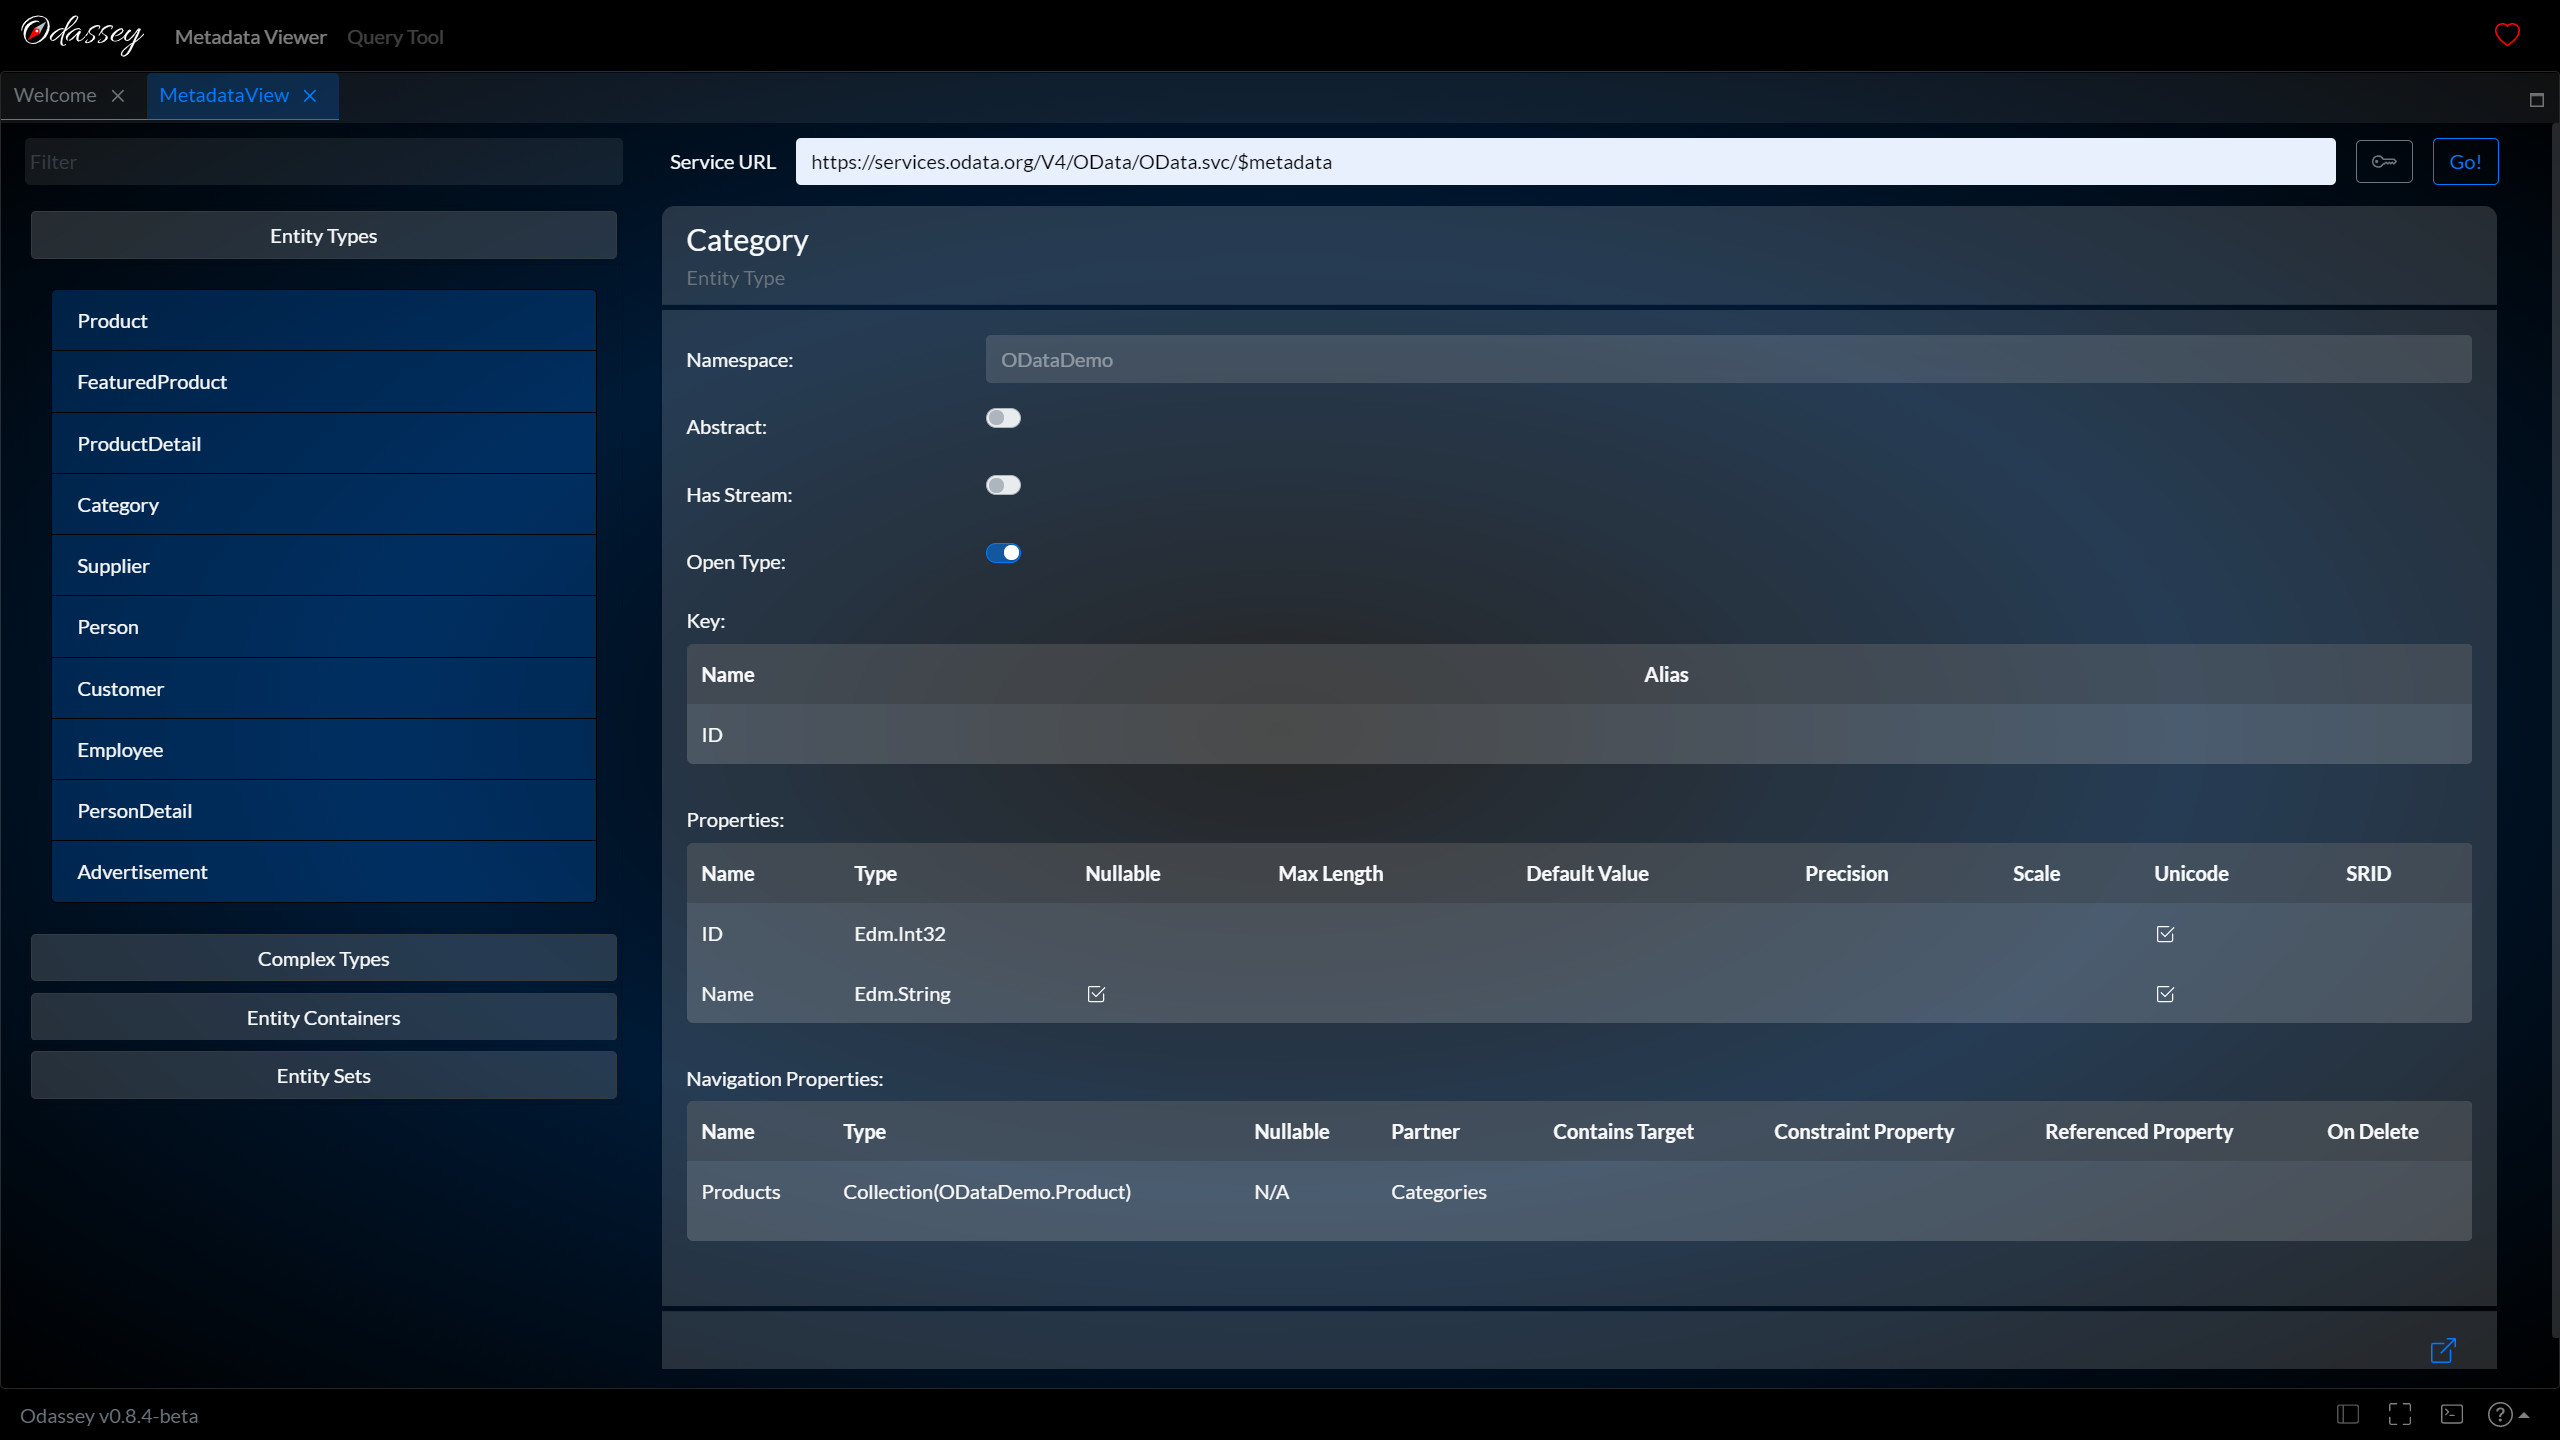 Odassey Metadata Viewer Query Tool
Welcome MetadataView
Filter
Service URL https://services.odata.org/V4/OData/OData.svc/$metadata Go!
Entity Types
Product
FeaturedProduct
ProductDetail
Category
Supplier
Person
Customer
Employee
PersonDetail
Advertisement
Complex Types
Entity Containers
Entity Sets
Category
Entity Type
Namespace: ODataDemo
Abstract:
Has Stream:
Open Type:
Key:
Name Alias
ID
Properties:
Name Type Nullable Max Length Default Value Precision Scale Unicode SRID
ID Edm.Int32
Name Edm.String
Navigation Properties:
Name Type Nullable Partner Contains Target Constraint Property Referenced Property On Delete
Products Collection(ODataDemo.Product) N/A Categories
Odassey v0.8.4-beta